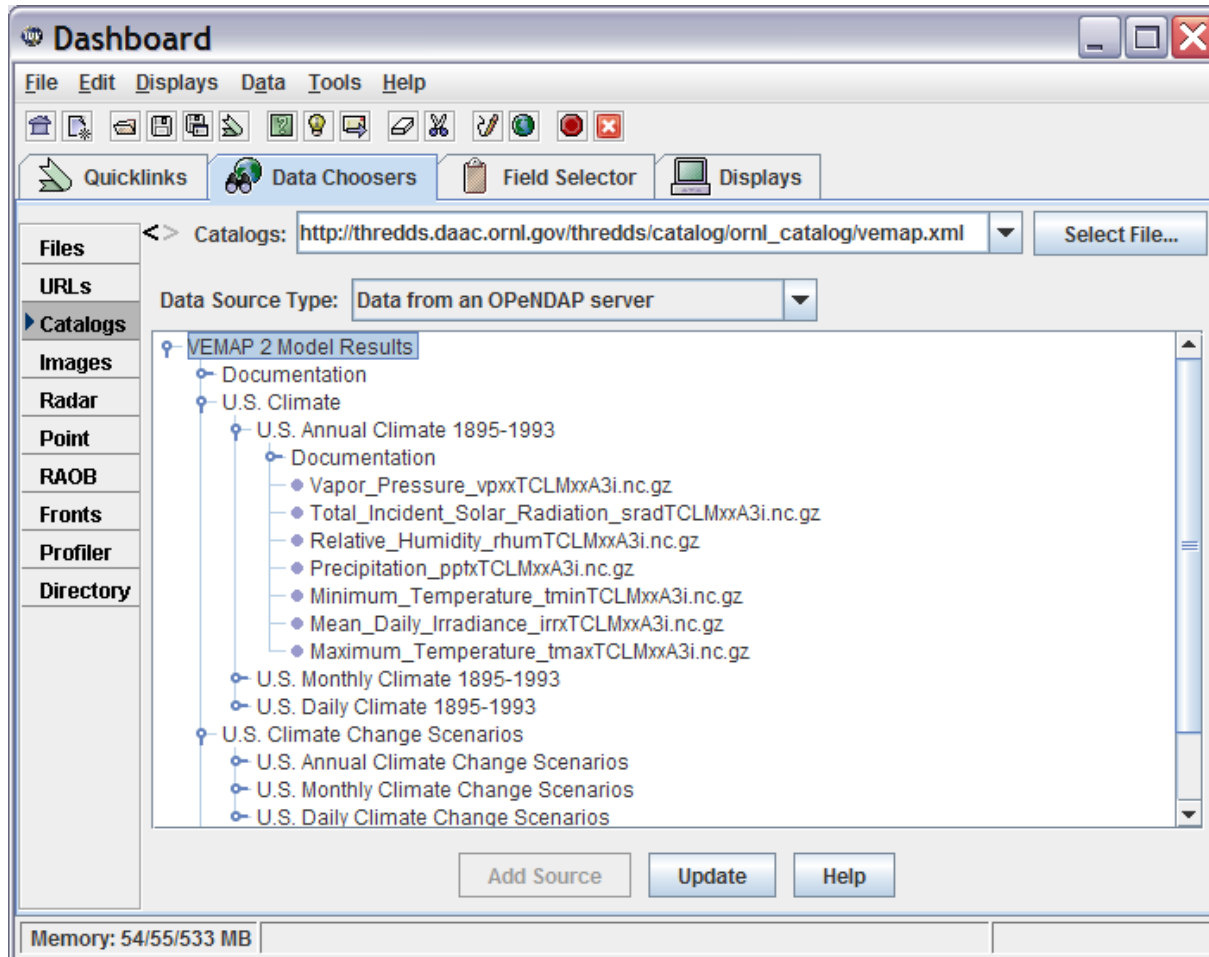 Dashboard
File Edit Displays Data Tools Help
Quicklinks Data Choosers Field Selector Displays
Catalogs: http://thredds.daac.ornl.gov/thredds/catalog/ornl_catalog/vemap.xml Select File...
Data Source Type: Data from an OPeNDAP server
Files
URLs
Catalogs
Images
Radar
Point
RAOB
Fronts
Profiler
Directory
VEMAP 2 Model Results
Documentation
U.S. Climate
U.S. Annual Climate 1895-1993
Documentation
Vapor_Pressure_vpxxTCLMxxA3i.nc.gz
Total_Incident_Solar_Radiation_sradTCLMxxA3i.nc.gz
Relative_Humidity_rhumTCLMxxA3i.nc.gz
Precipitation_pptxTCLMxxA3i.nc.gz
Minimum_Temperature_tminTCLMxxA3i.nc.gz
Mean_Daily_Irradiance_irrxTCLMxxA3i.nc.gz
Maximum_Temperature_tmaxTCLMxxA3i.nc.gz
U.S. Monthly Climate 1895-1993
U.S. Daily Climate 1895-1993
U.S. Climate Change Scenarios
U.S. Annual Climate Change Scenarios
U.S. Monthly Climate Change Scenarios
U.S. Daily Climate Change Scenarios
Add Source Update Help
Memory: 54/55/533 MB